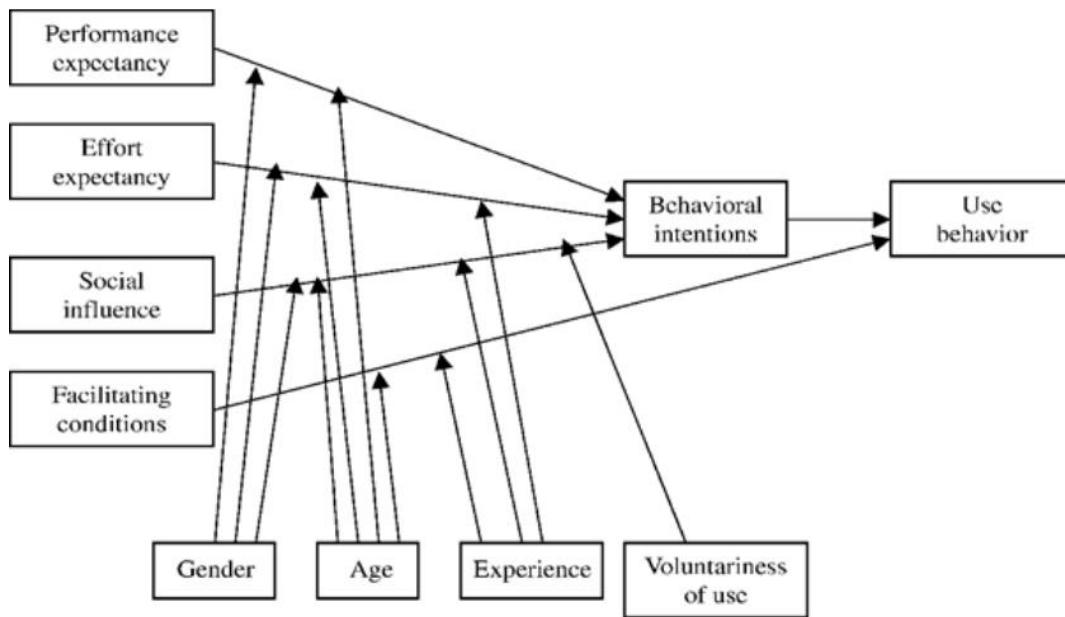 Performance
expectancy
Effort
expectancy
Social
influence
Facilitating
conditions
Behavioral
intentions
Use
behavior
Gender
Age
Experience
Voluntariness
of use